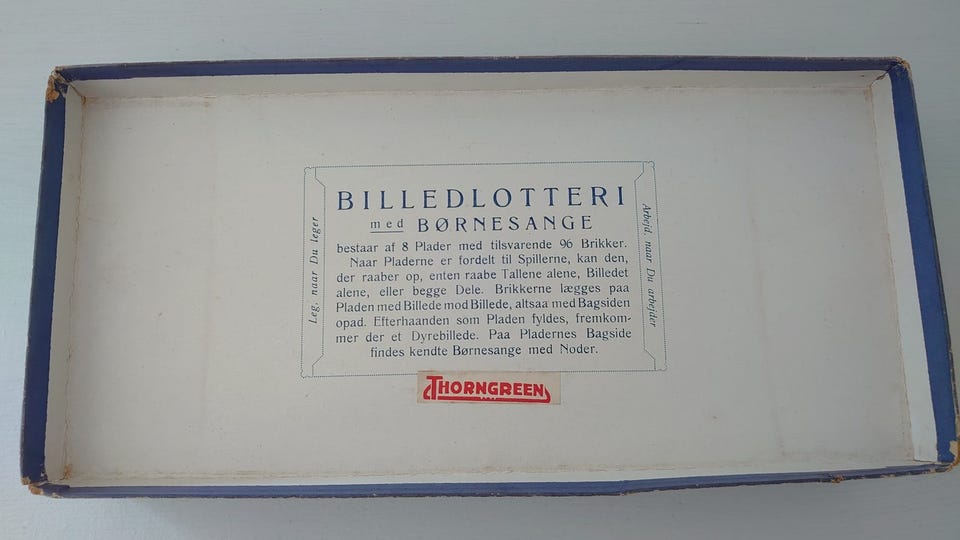 BILLEDLOTTERI
med BØRNESANGE
bestaar af 8 Plader med tilsvarende 96 Brikker.
Naar Pladerne er fordelt til Spillerne, kan den,
der raaber op, enten raabe Tallene alene, Billedet
alene, eller begge Dele. Brikkerne lægges paa
Pladen med Billede mod Billede, altsaa med Bagsiden
opad. Efterhaanden som Pladen fyldes, fremkom-
mer der et Dyrebillede. Paa Pladernes Bagside
findes kendte Børnesange med Noder.
Leg, naar Du leger
Arbejd, naar Du arbejder
THORNGREEN